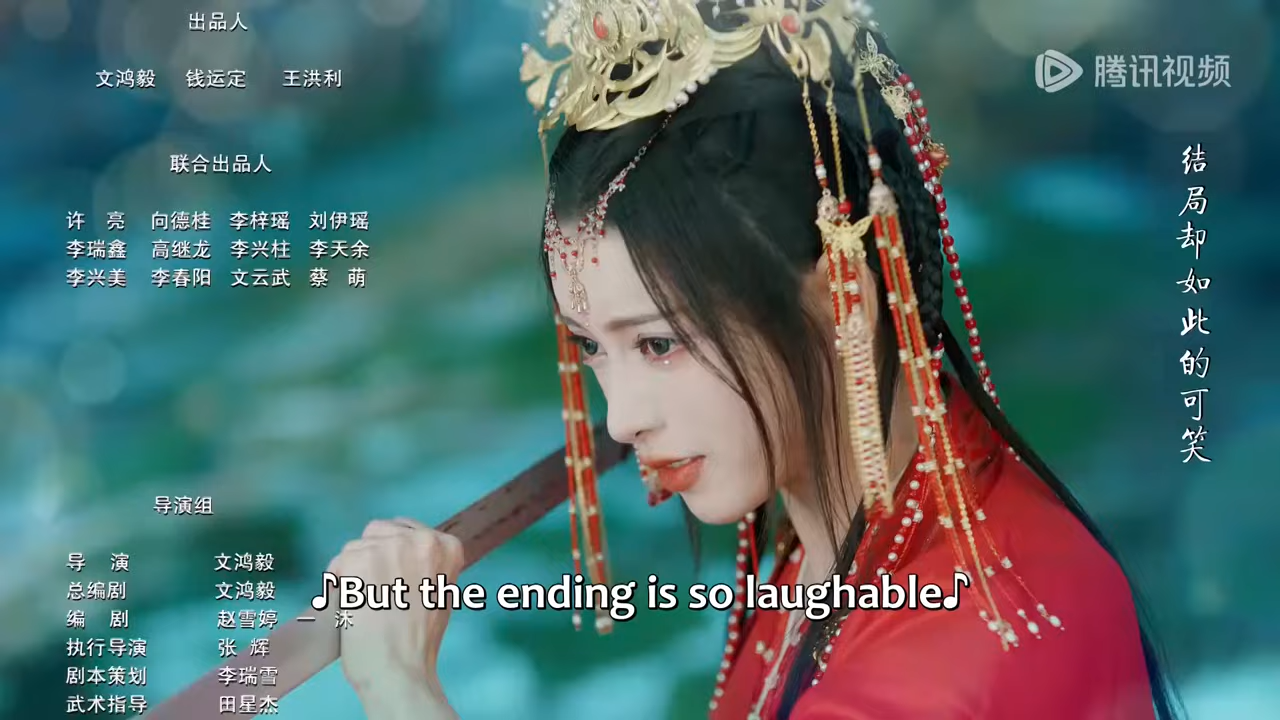 出品人
文鸿毅 钱运定 王洪利
联合出品人
许 亮 向德桂 李梓瑶 刘伊瑶
李瑞鑫 高继龙 李兴柱 李天余
李兴美 李春阳 文云武 蔡 萌
导演组
导 演 文鸿毅
总编剧 文鸿毅
编 剧 赵雪婷 一 沐
执行导演 张 辉
剧本策划 李瑞雪
武术指导 田星杰
腾讯视频
结局却如此的可笑
♪But the ending is so laughable♪